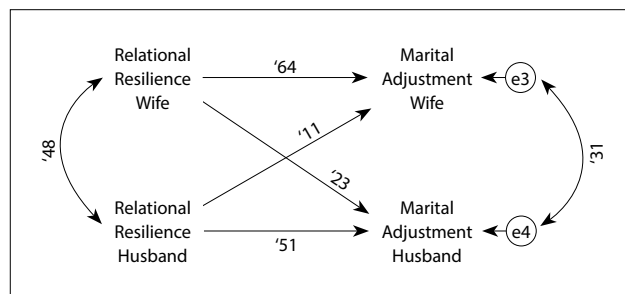 Relational
Resilience
Wife
‘64
Marital
Adjustment
Wife
e3
‘48
‘11
‘23
‘31
Relational
Resilience
Husband
‘51
Marital
Adjustment
Husband
e4